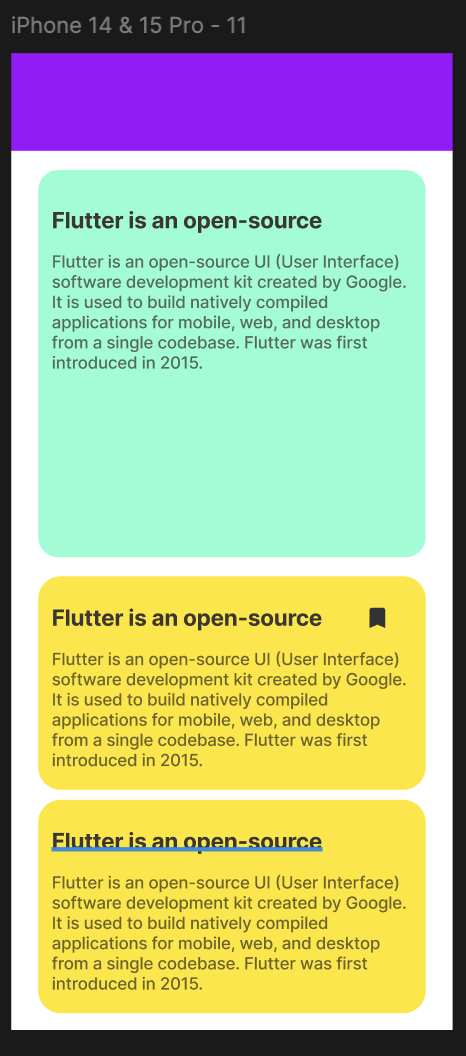 iPhone 14 & 15 Pro - 11
Flutter is an open-source
Flutter is an open-source UI (User Interface)
software development kit created by Google.
It is used to build natively compiled
applications for mobile, web, and desktop
from a single codebase. Flutter was first
introduced in 2015.
Flutter is an open-source
Flutter is an open-source UI (User Interface)
software development kit created by Google.
It is used to build natively compiled
applications for mobile, web, and desktop
from a single codebase. Flutter was first
introduced in 2015.
Flutter is an open-source
Flutter is an open-source UI (User Interface)
software development kit created by Google.
It is used to build natively compiled
applications for mobile, web, and desktop
from a single codebase. Flutter was first
introduced in 2015.